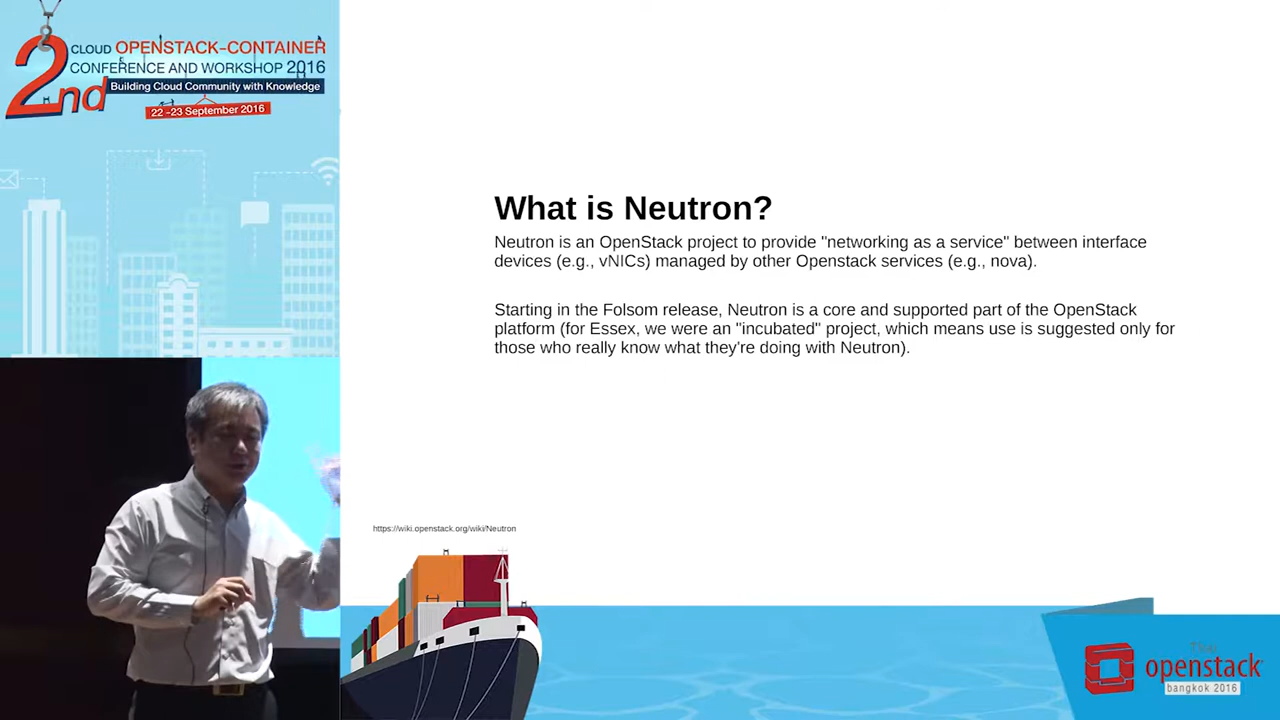 2nd
CLOUD OPENSTACK-CONTAINER
CONFERENCE AND WORKSHOP 2016
Building Cloud Community with Knowledge
22 -23 September 2016
What is Neutron?
Neutron is an OpenStack project to provide "networking as a service" between interface
devices (e.g., vNICs) managed by other Openstack services (e.g., nova).
Starting in the Folsom release, Neutron is a core and supported part of the OpenStack
platform (for Essex, we were an "incubated" project, which means use is suggested only for
those who really know what they're doing with Neutron).
https://wiki.openstack.org/wiki/Neutron
The
openstack
bangkok 2016